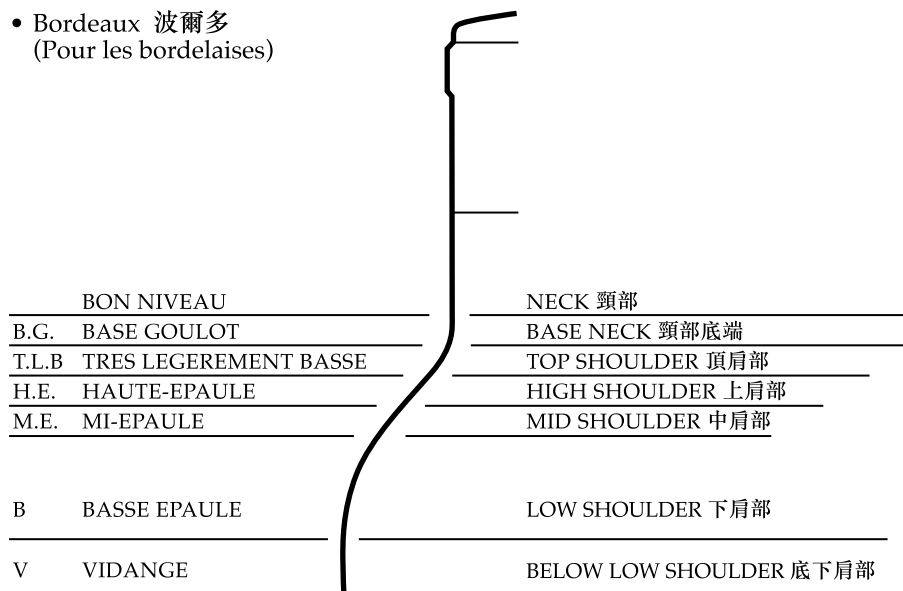 • Bordeaux 波爾多
(Pour les bordelaises)
BON NIVEAU NECK 頸部
B.G. BASE GOULOT BASE NECK 頸部底端
T.L.B TRES LEGEREMENT BASSE TOP SHOULDER 頂肩部
H.E. HAUTE-EPAULE HIGH SHOULDER 上肩部
M.E. MI-EPAULE MID SHOULDER 中肩部
B BASSE EPAULE LOW SHOULDER 下肩部
V VIDANGE BELOW LOW SHOULDER 底下肩部